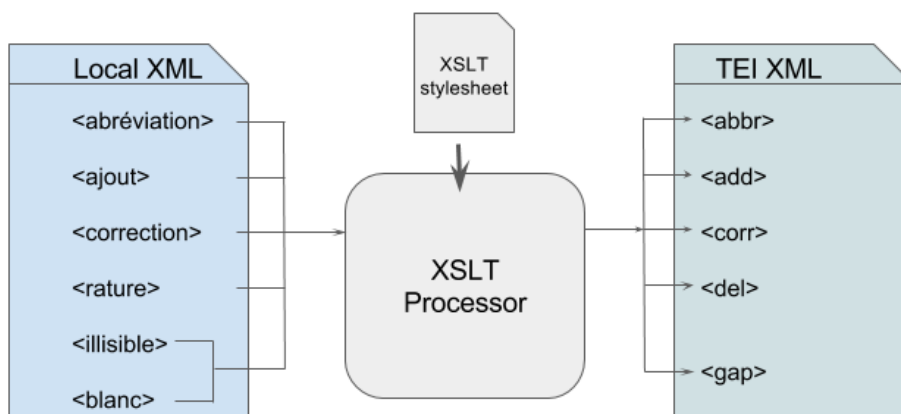 Local XML
<abréviation>
<ajout>
<correction>
<rature>
<illisible>
<blanc>
XSLT
stylesheet
XSLT
Processor
TEI XML
<abbr>
<add>
<corr>
<del>
<gap>